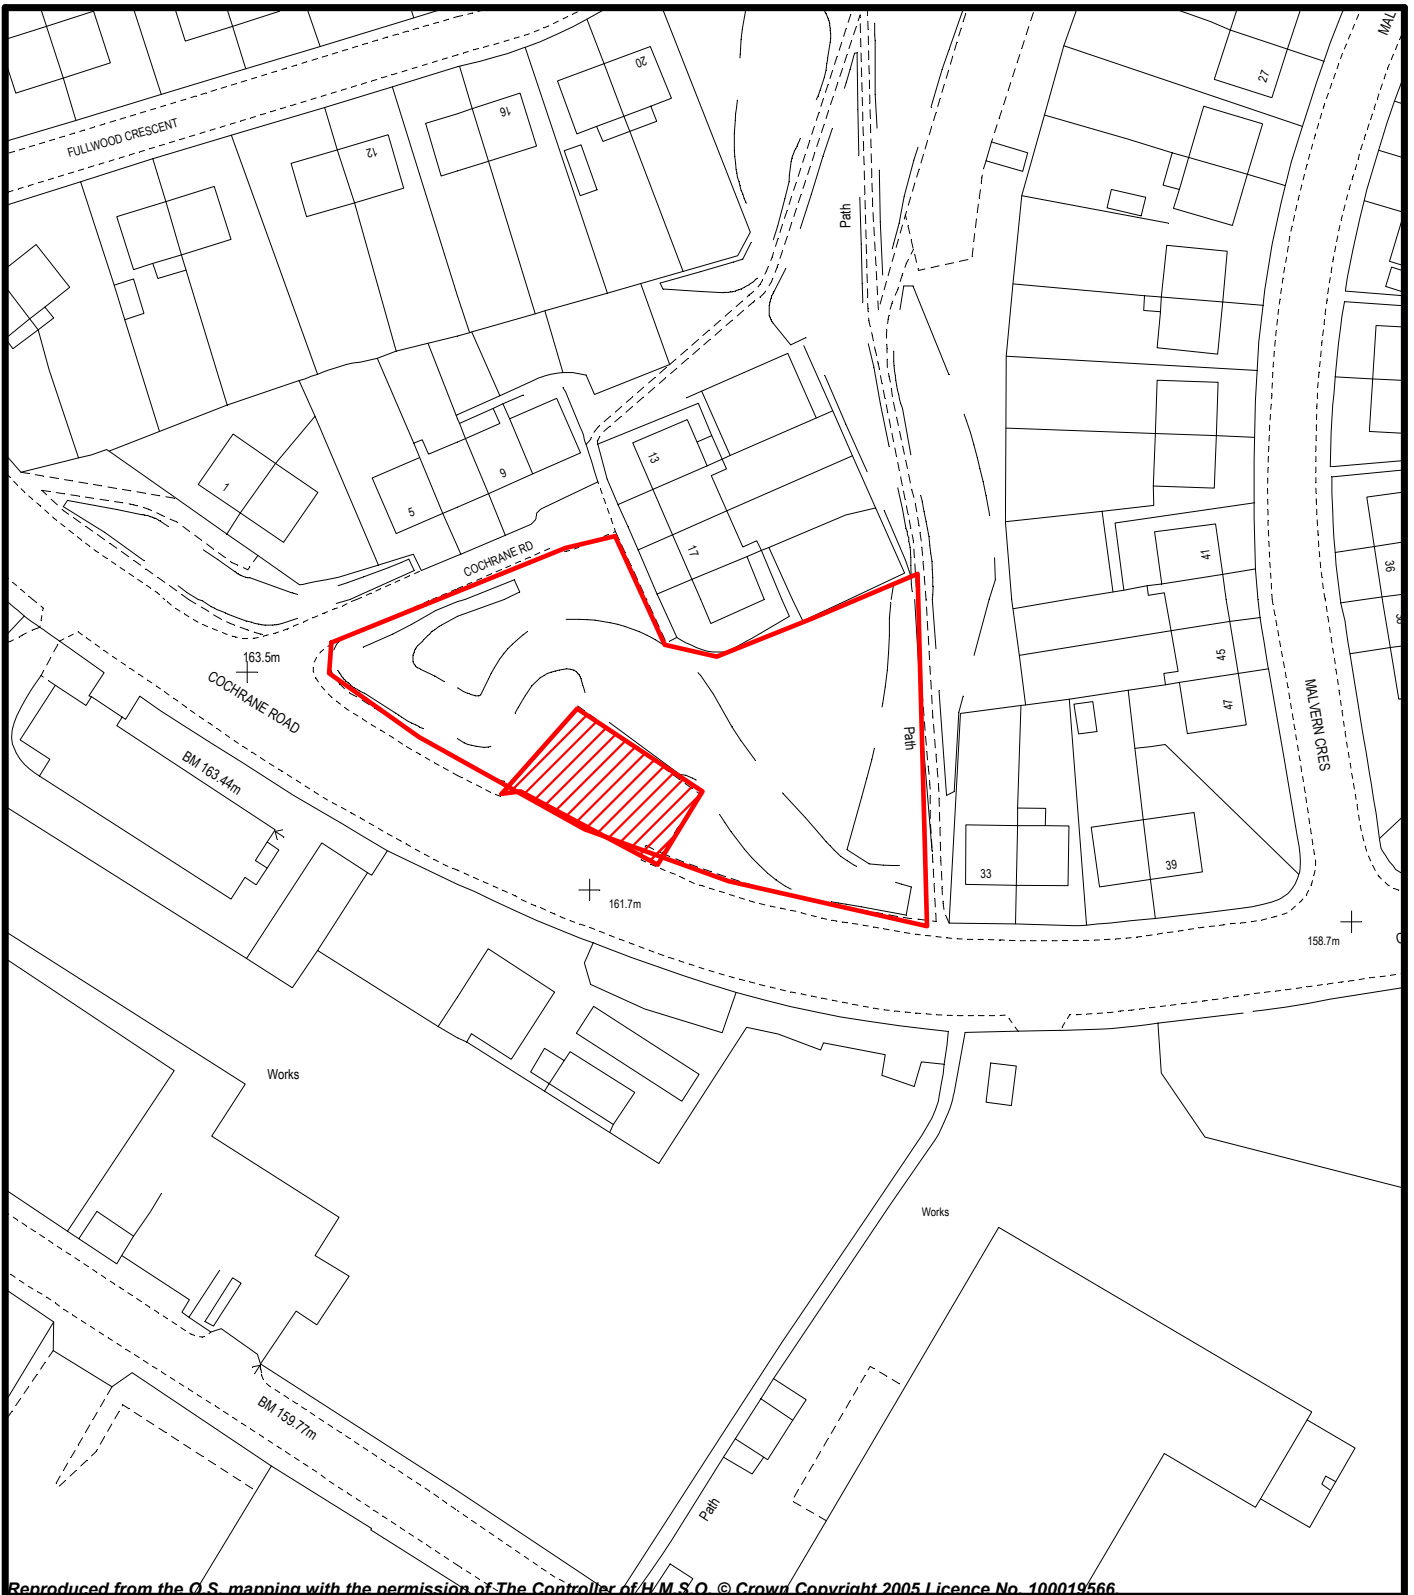 MAL
27
20
16
12
FULLWOOD CRESCENT
Path
13
1
9
5
17
COCHRANE RD
41
36
45
47
163.5m
COCHRANE ROAD
MALVERN CRES
Path
BM 163.44m
33
39
161.7m
158.7m
Works
Works
BM 159.77m
Path
Reproduced from the O.S. mapping with the permission of The Controller of H.M.S.O. © Crown Copyright 2005 Licence No. 100019566.